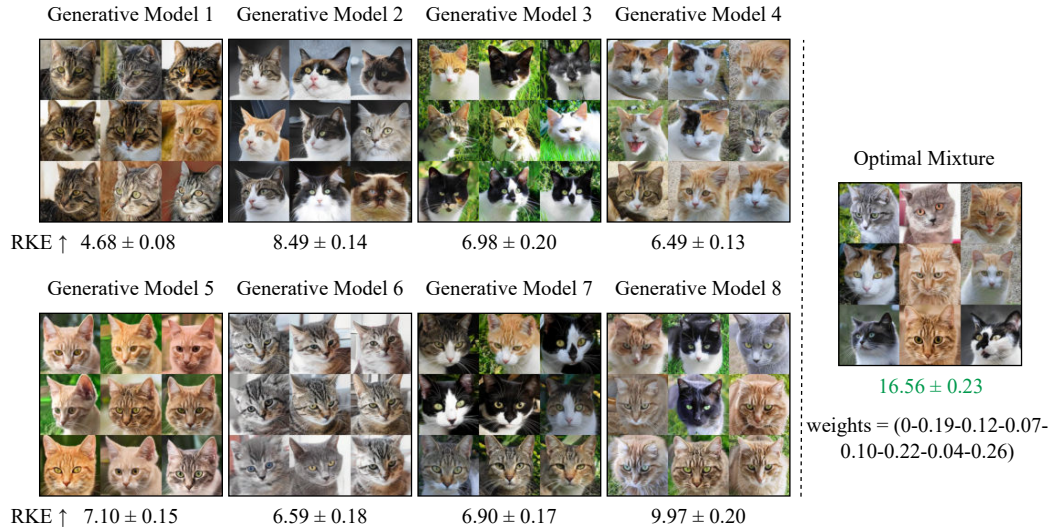 Generative Model 1 Generative Model 2 Generative Model 3 Generative Model 4
RKE ↑ 4.68 ± 0.08 8.49 ± 0.14 6.98 ± 0.20 6.49 ± 0.13
Generative Model 5 Generative Model 6 Generative Model 7 Generative Model 8
RKE ↑ 7.10 ± 0.15 6.59 ± 0.18 6.90 ± 0.17 9.97 ± 0.20
Optimal Mixture
16.56 ± 0.23
weights = (0-0.19-0.12-0.07-
0.10-0.22-0.04-0.26)